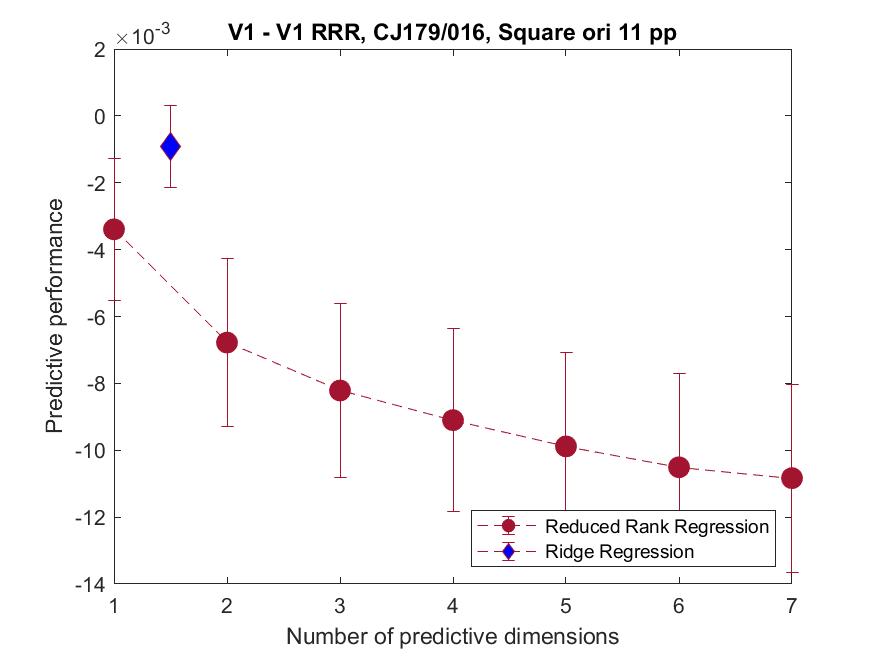 V1 - V1 RRR, CJ179/016, Square ori 11 pp
×10-3
2
0
-2
-4
-6
-8
-10
-12
-14
Predictive performance
Reduced Rank Regression
Ridge Regression
1 2 3 4 5 6 7
Number of predictive dimensions